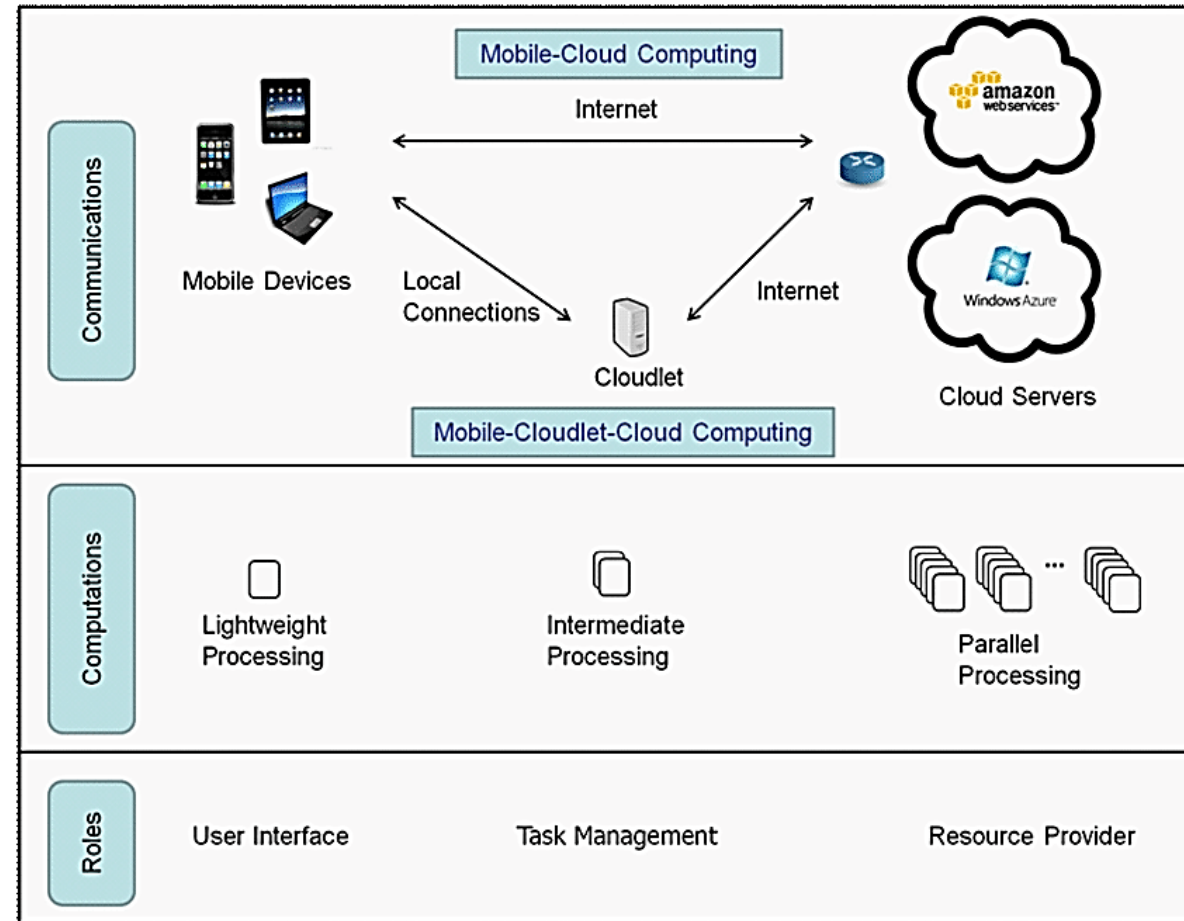 Mobile-Cloud Computing
Internet
amazon
webservices™
Communications
Mobile Devices
Local
Connections
Internet
Windows Azure
Cloudlet
Cloud Servers
Mobile-Cloudlet-Cloud Computing
Computations
Lightweight
Processing
Intermediate
Processing
...
Parallel
Processing
Roles
User Interface
Task Management
Resource Provider